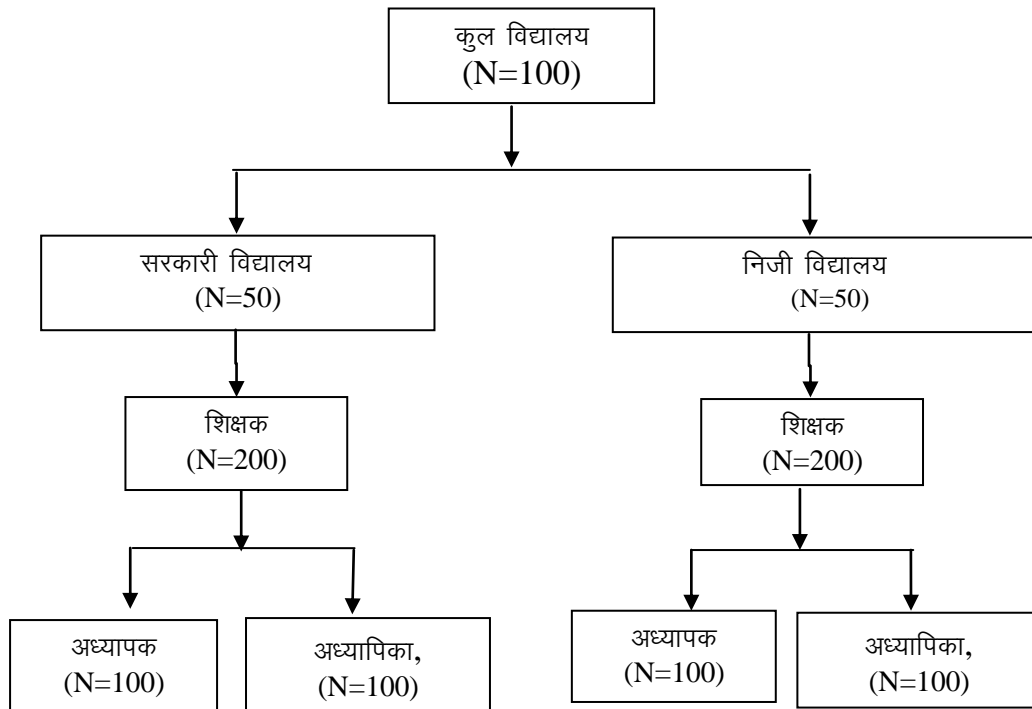 कुल विद्यालय
(N=100)
सरकारी विद्यालय
(N=50)
निजी विद्यालय
(N=50)
शिक्षक
(N=200)
शिक्षक
(N=200)
अध्यापक
(N=100)
अध्यापिका,
(N=100)
अध्यापक
(N=100)
अध्यापिका,
(N=100)